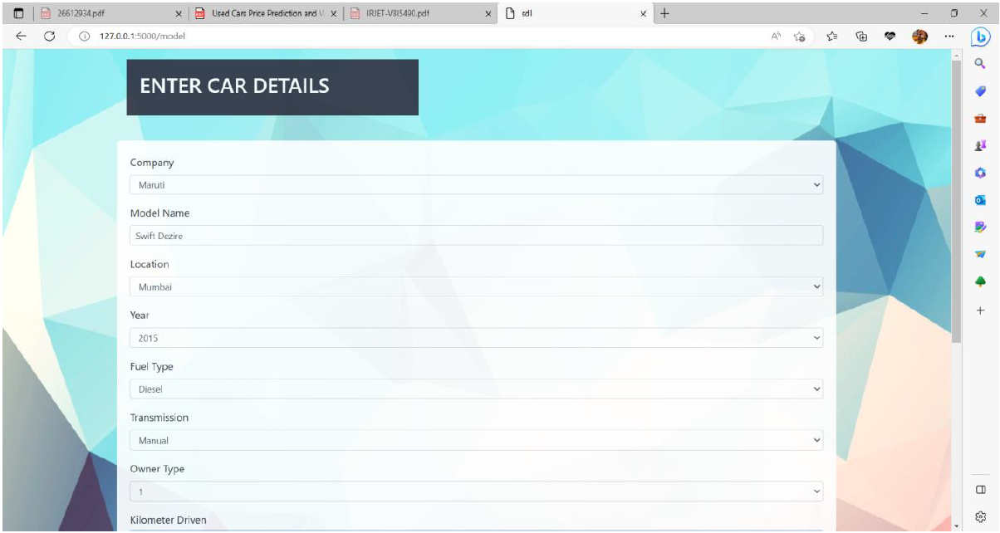 26612934.pdf
Used Cars Price Prediction and V
IRJET-V8I5490.pdf
sdl
127.0.0.1:5000/model
ENTER CAR DETAILS
Company
Maruti
Model Name
Swift Dezire
Location
Mumbai
Year
2015
Fuel Type
Diesel
Transmission
Manual
Owner Type
1
Kilometer Driven